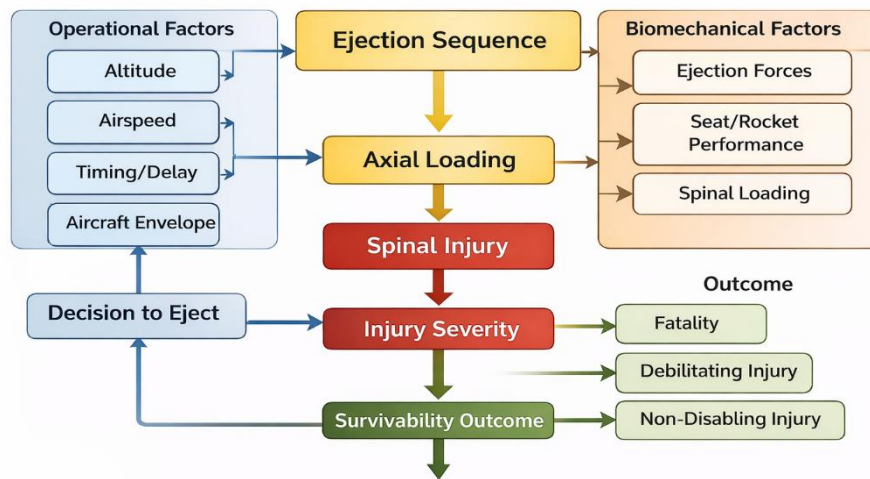 Operational Factors
Altitude
Airspeed
Timing/Delay
Aircraft Envelope
Decision to Eject
Ejection Sequence
Axial Loading
Spinal Injury
Injury Severity
Survivability Outcome
Biomechanical Factors
Ejection Forces
Seat/Rocket
Performance
Spinal Loading
Outcome
Fatality
Debilitating Injury
Non-Disabling Injury